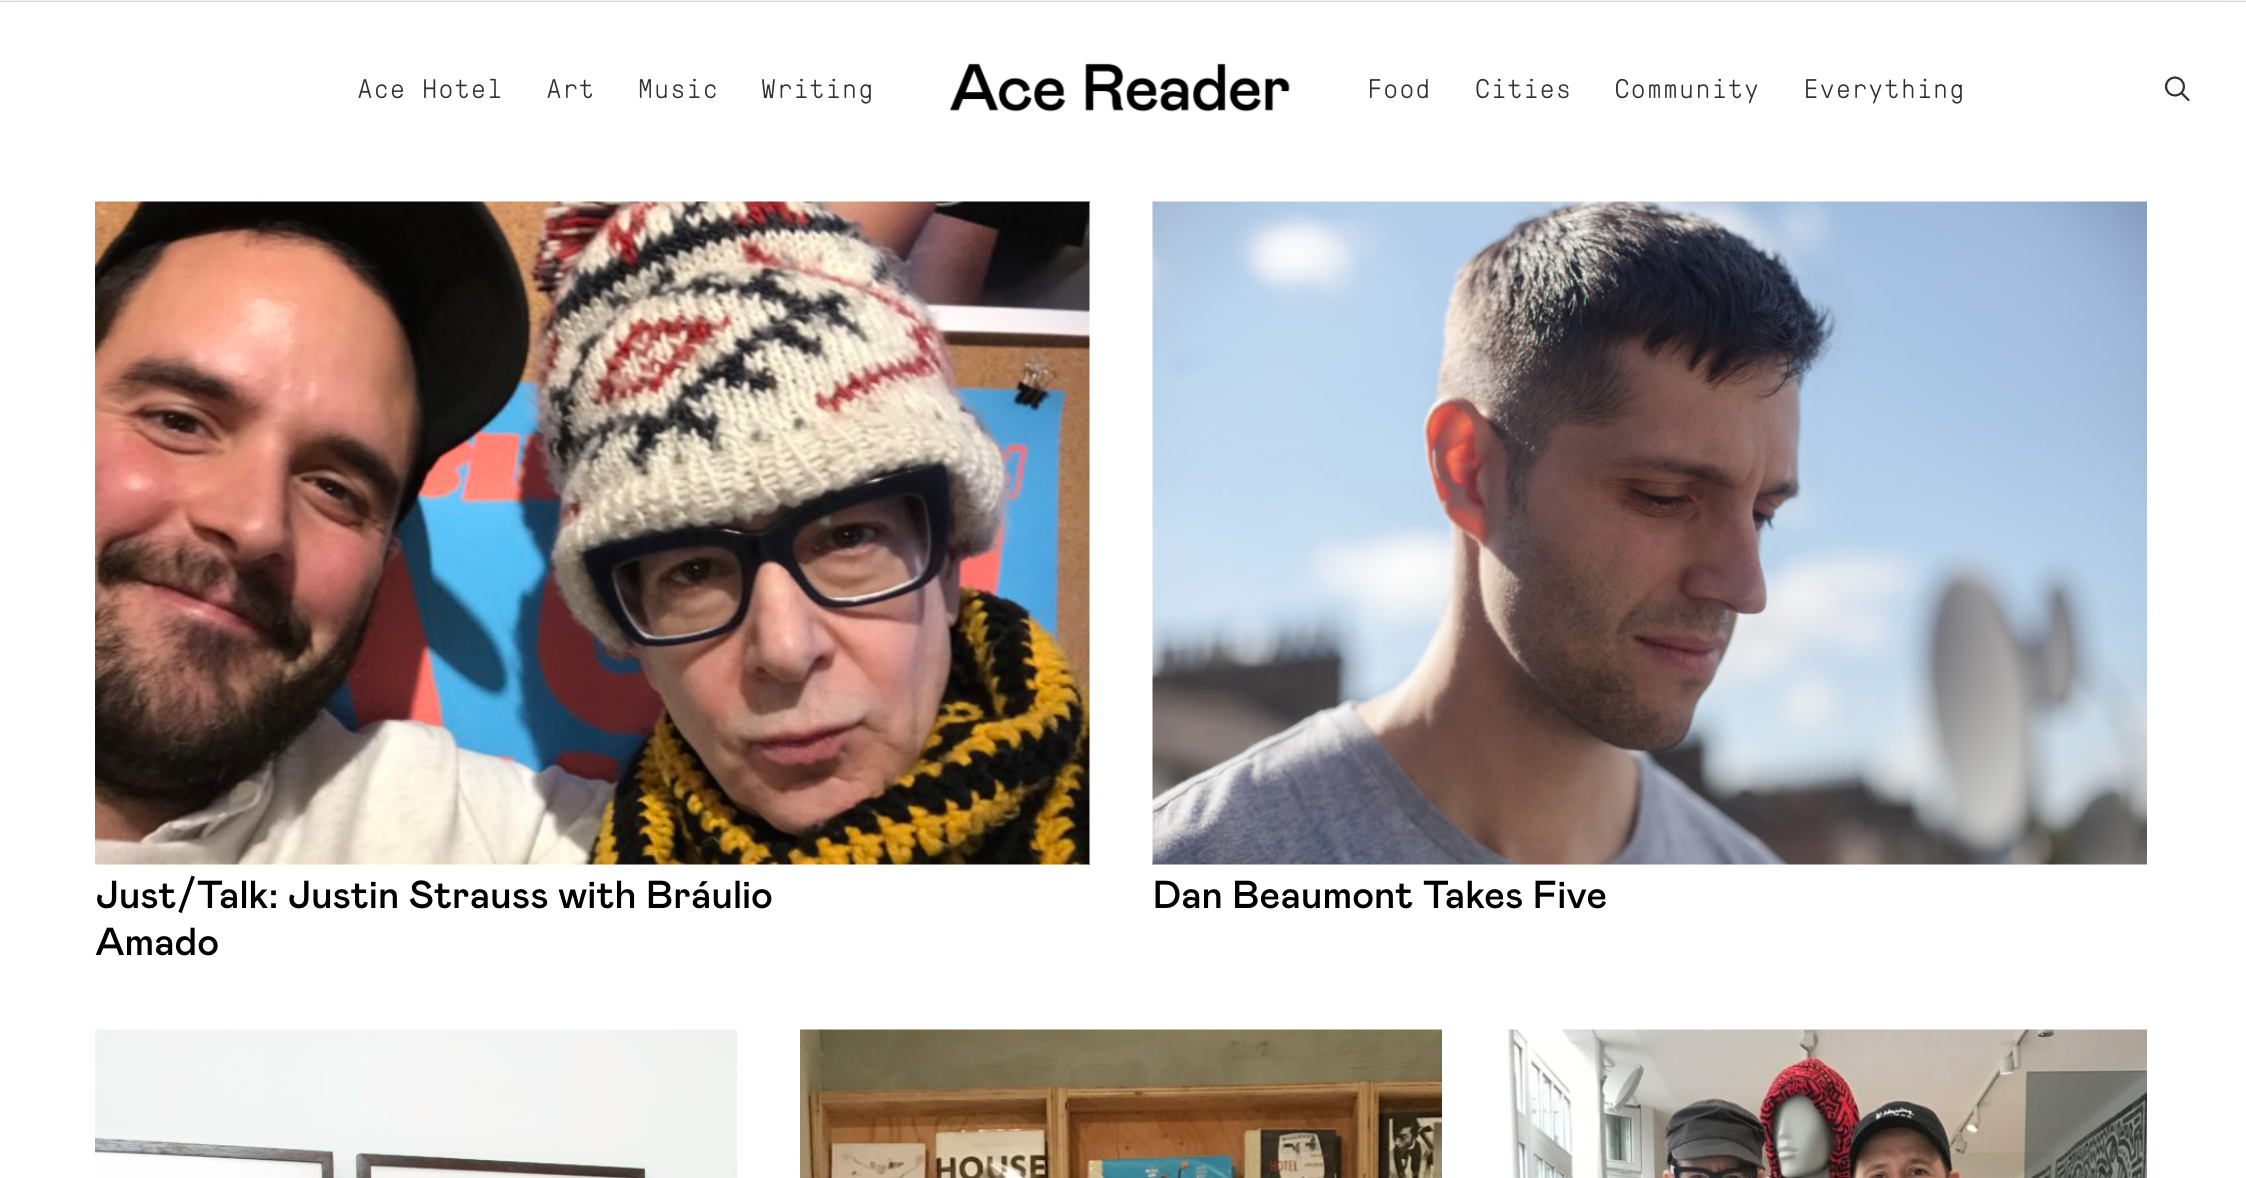 Ace Hotel Art Music Writing Ace Reader Food Cities Community Everything
Just/Talk: Justin Strauss with Bráulio
Amado
Dan Beaumont Takes Five
HOUSE
HOTEL